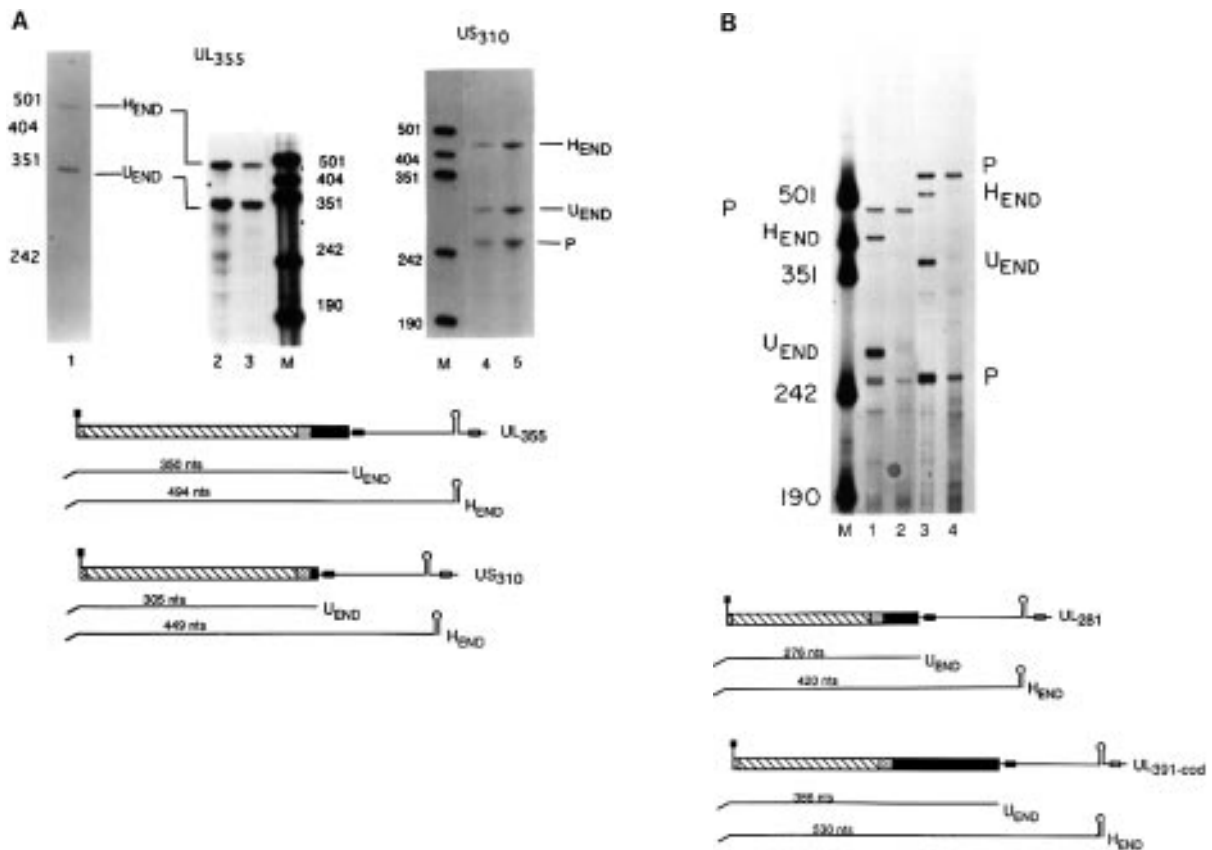 A
UL355
US310
501
404
351
242
HEND
UEND
501
404
351
242
190
1
2 3 M
501
404
351
242
190
HEND
UEND
P
M 4 5
UL355
350 nts
UEND
494 nts
HEND
US310
305 nts
UEND
449 nts
HEND
B
P
HEND
UEND
501
351
242
190
P
HEND
UEND
P
M 1 2 3 4
UL281
276 nts
UEND
420 nts
HEND
UL391-cod
386 nts
UEND
530 nts
HEND